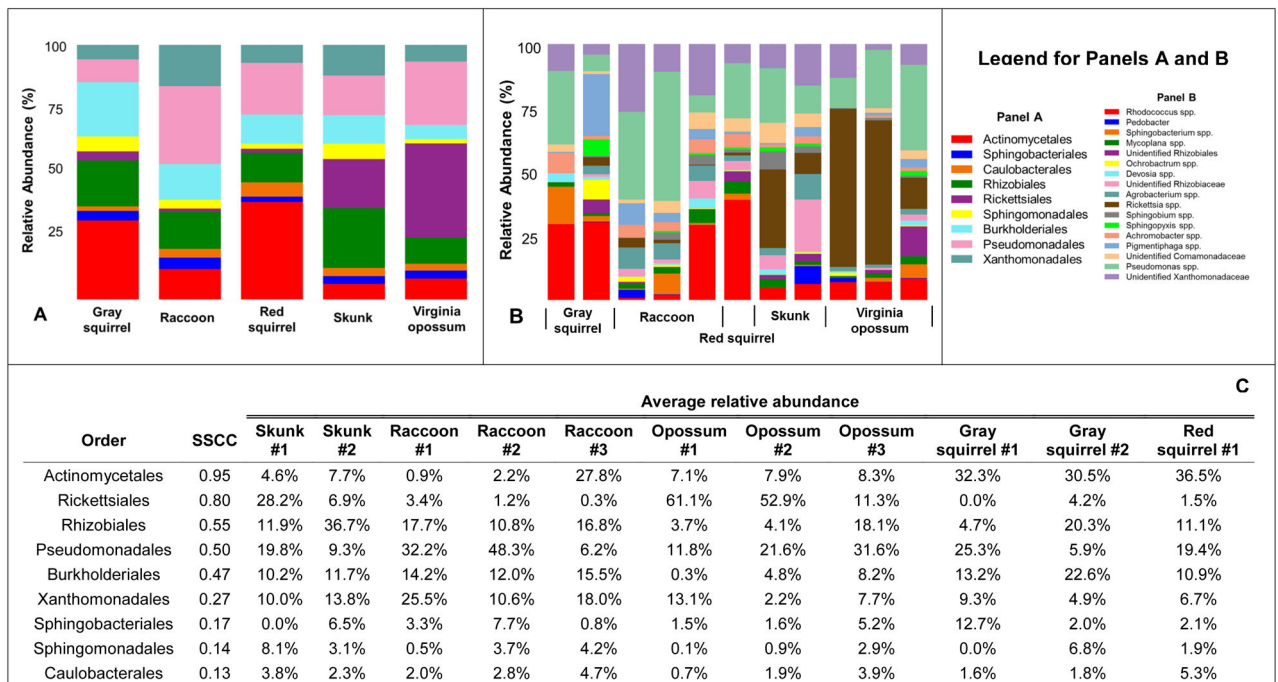 100
75
50
25
Relative Abundance (%)
A
Gray squirrel
Raccoon
Red squirrel
Skunk
Virginia opossum
100
75
50
25
Relative Abundance (%)
B
Gray squirrel
Raccoon
Red squirrel
Skunk
Virginia opossum
Legend for Panels A and B
Panel A
Actinomycetales
Sphingobacteriales
Caulobacterales
Rhizobiales
Rickettsiales
Sphingomonadales
Burkholderiales
Pseudomonadales
Xanthomonadales
Panel B
Rhodococcus spp.
Pedobacter
Sphingobacterium spp.
Mycoplana spp.
Unidentified Rhizobiales
Ochrobactrum spp.
Devosia spp.
Unidentified Rhizobiaceae
Agrobacterium spp.
Rickettsia spp.
Sphingobium spp.
Sphingopyxis spp.
Achromobacter spp.
Pigmentiphaga spp.
Unidentified Comamonadaceae
Pseudomonas spp.
Unidentified Xanthomonadaceae
C
Average relative abundance
Order SSCC Skunk #1 Skunk #2 Raccoon #1 Raccoon #2 Raccoon #3 Opossum #1 Opossum #2 Opossum #3 Gray squirrel #1 Gray squirrel #2 Red squirrel #1
Actinomycetales 0.95 4.6% 7.7% 0.9% 2.2% 27.8% 7.1% 7.9% 8.3% 32.3% 30.5% 36.5%
Rickettsiales 0.80 28.2% 6.9% 3.4% 1.2% 0.3% 61.1% 52.9% 11.3% 0.0% 4.2% 1.5%
Rhizobiales 0.55 11.9% 36.7% 17.7% 10.8% 16.8% 3.7% 4.1% 18.1% 4.7% 20.3% 11.1%
Pseudomonadales 0.50 19.8% 9.3% 32.2% 48.3% 6.2% 11.8% 21.6% 31.6% 25.3% 5.9% 19.4%
Burkholderiales 0.47 10.2% 11.7% 14.2% 12.0% 15.5% 0.3% 4.8% 8.2% 13.2% 22.6% 10.9%
Xanthomonadales 0.27 10.0% 13.8% 25.5% 10.6% 18.0% 13.1% 2.2% 7.7% 9.3% 4.9% 6.7%
Sphingobacteriales 0.17 0.0% 6.5% 3.3% 7.7% 0.8% 1.5% 1.6% 5.2% 12.7% 2.0% 2.1%
Sphingomonadales 0.14 8.1% 3.1% 0.5% 3.7% 4.2% 0.1% 0.9% 2.9% 0.0% 6.8% 1.9%
Caulobacterales 0.13 3.8% 2.3% 2.0% 2.8% 4.7% 0.7% 1.9% 3.9% 1.6% 1.8% 5.3%